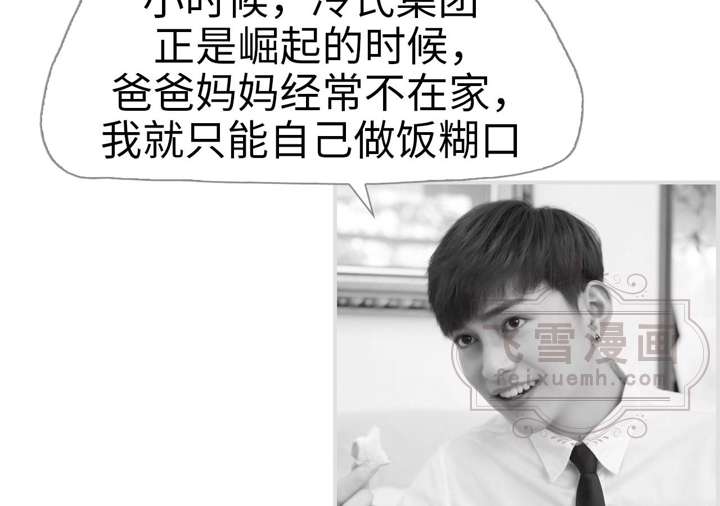 小时候，冷氏集团
正是崛起的时候，
爸爸妈妈经常不在家，
我就只能自己做饭糊口
飞雪漫画
feixuemh.com